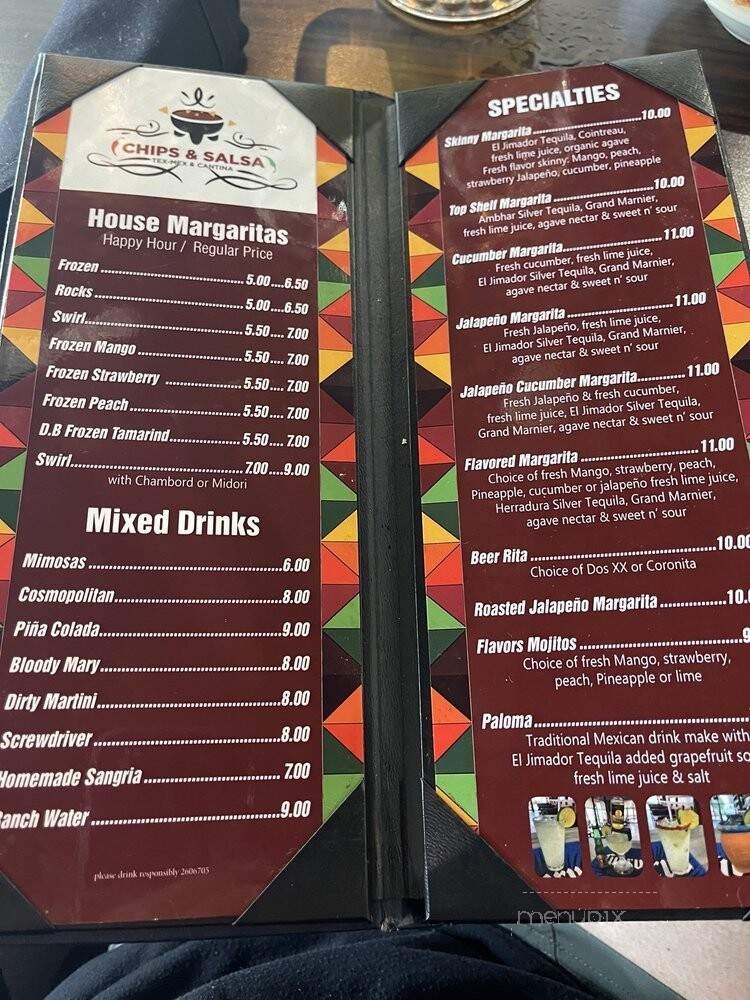 CHIPS & SALSA
TEX-MEX & CANTINA
House Margaritas
Happy Hour / Regular Price
Frozen ........ 5.00 .... 6.50
Rocks ........ 5.00 .... 6.50
Swirl ........ 5.50 .... 7.00
Frozen Mango ........ 5.50 .... 7.00
Frozen Strawberry ........ 5.50 .... 7.00
Frozen Peach ........ 5.50 .... 7.00
D.B Frozen Tamarind ........ 5.50 .... 7.00
Swirl ........ 7.00 .... 9.00
with Chambord or Midori
Mixed Drinks
Mimosas ........ 6.00
Cosmopolitan ........ 8.00
Piña Colada ........ 9.00
Bloody Mary ........ 8.00
Dirty Martini ........ 8.00
Screwdriver ........ 8.00
Homemade Sangria ........ 7.00
Ranch Water ........ 9.00
please drink responsibly 2606705
SPECIALTIES
Skinny Margarita ........ 10.00
El Jimador Tequila, Cointreau,
fresh lime juice, organic agave
Fresh flavor skinny: Mango, peach,
strawberry Jalapeño, cucumber, pineapple
Top Shelf Margarita ........ 10.00
Ambhar Silver Tequila, Grand Marnier,
fresh lime juice, agave nectar & sweet n' sour
Cucumber Margarita ........ 11.00
Fresh cucumber, fresh lime juice,
El Jimador Silver Tequila, Grand Marnier,
agave nectar & sweet n' sour
Jalapeño Margarita ........ 11.00
Fresh Jalapeño, fresh lime juice,
El Jimador Silver Tequila, Grand Marnier,
agave nectar & sweet n' sour
Jalapeño Cucumber Margarita ........ 11.00
Fresh Jalapeño & fresh cucumber,
fresh lime juice, El Jimador Silver Tequila,
Grand Marnier, agave nectar & sweet n' sour
Flavored Margarita ........ 11.00
Choice of fresh Mango, strawberry, peach,
Pineapple, cucumber or jalapeño fresh lime juice,
Herradura Silver Tequila, Grand Marnier,
agave nectar & sweet n' sour
Beer Rita ........ 10.00
Choice of Dos XX or Coronita
Roasted Jalapeño Margarita ........ 10.0
Flavors Mojitos ........ 9
Choice of fresh Mango, strawberry,
peach, Pineapple or lime
Paloma ........
Traditional Mexican drink make with
El Jimador Tequila added grapefruit so
fresh lime juice & salt
menupix